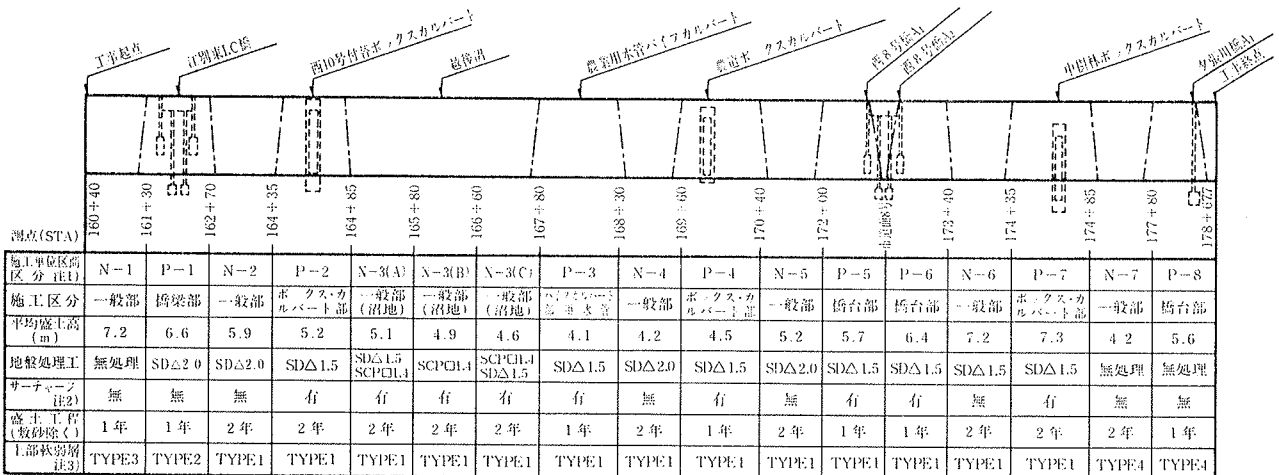 工事起点
江別東I.C橋
西10号付替ボックスカルバート
越後沼
農業用水管パイプカルバート
農道ボックスカルバート
西8号橋A₁
西8号橋A₂
中樹林ボックスカルバート
夕張川橋A₁
工事終点
測点(STA)
160+40
161+30
162+70
164+35
164+85
165+80
166+60
167+80
168+30
169+60
170+40
172+00
市道西8号
173+40
174+35
174+85
177+80
178+67.7
施工単位区間区分 注1) N-1 P-1 N-2 P-2 N-3(A) N-3(B) N-3(C) P-3 N-4 P-4 N-5 P-5 P-6 N-6 P-7 N-7 P-8
施工区分 一般部 橋梁部 一般部 ボックス・カルバート部 一般部(沼地) 一般部(沼地) 一般部(沼地) 一般部 ボックス・カルバート部 一般部 橋台部 橋台部 一般部 ボックス・カルバート部 一般部 橋台部
平均盛土高(m) 7.2 6.6 5.9 5.2 5.1 4.9 4.6 4.1 4.2 4.5 5.2 5.7 6.4 7.2 7.3 4.2 5.6
地盤処理工 無処理 SD△2.0 SD△2.0 SD△1.5 SD△1.5 SCP□1.4 SCP□1.4 SCP□1.4 SD△1.5 SD△1.5 SD△2.0 SD△1.5 SD△2.0 SD△1.5 SD△1.5 SD△1.5 SD△1.5 無処理 無処理
サーチャージ 注2) 無 無 無 有 有 有 有 有 無 有 無 有 有 無 有 無 無
盛土工程(敷砂除く) 1年 1年 2年 2年 2年 2年 2年 1年 2年 1年 2年 1年 1年 2年 2年 2年 1年
上部軟弱層 注3) TYPE3 TYPE2 TYPE1 TYPE1 TYPE1 TYPE1 TYPE1 TYPE1 TYPE1 TYPE1 TYPE1 TYPE1 TYPE1 TYPE1 TYPE1 TYPE4 TYPE4